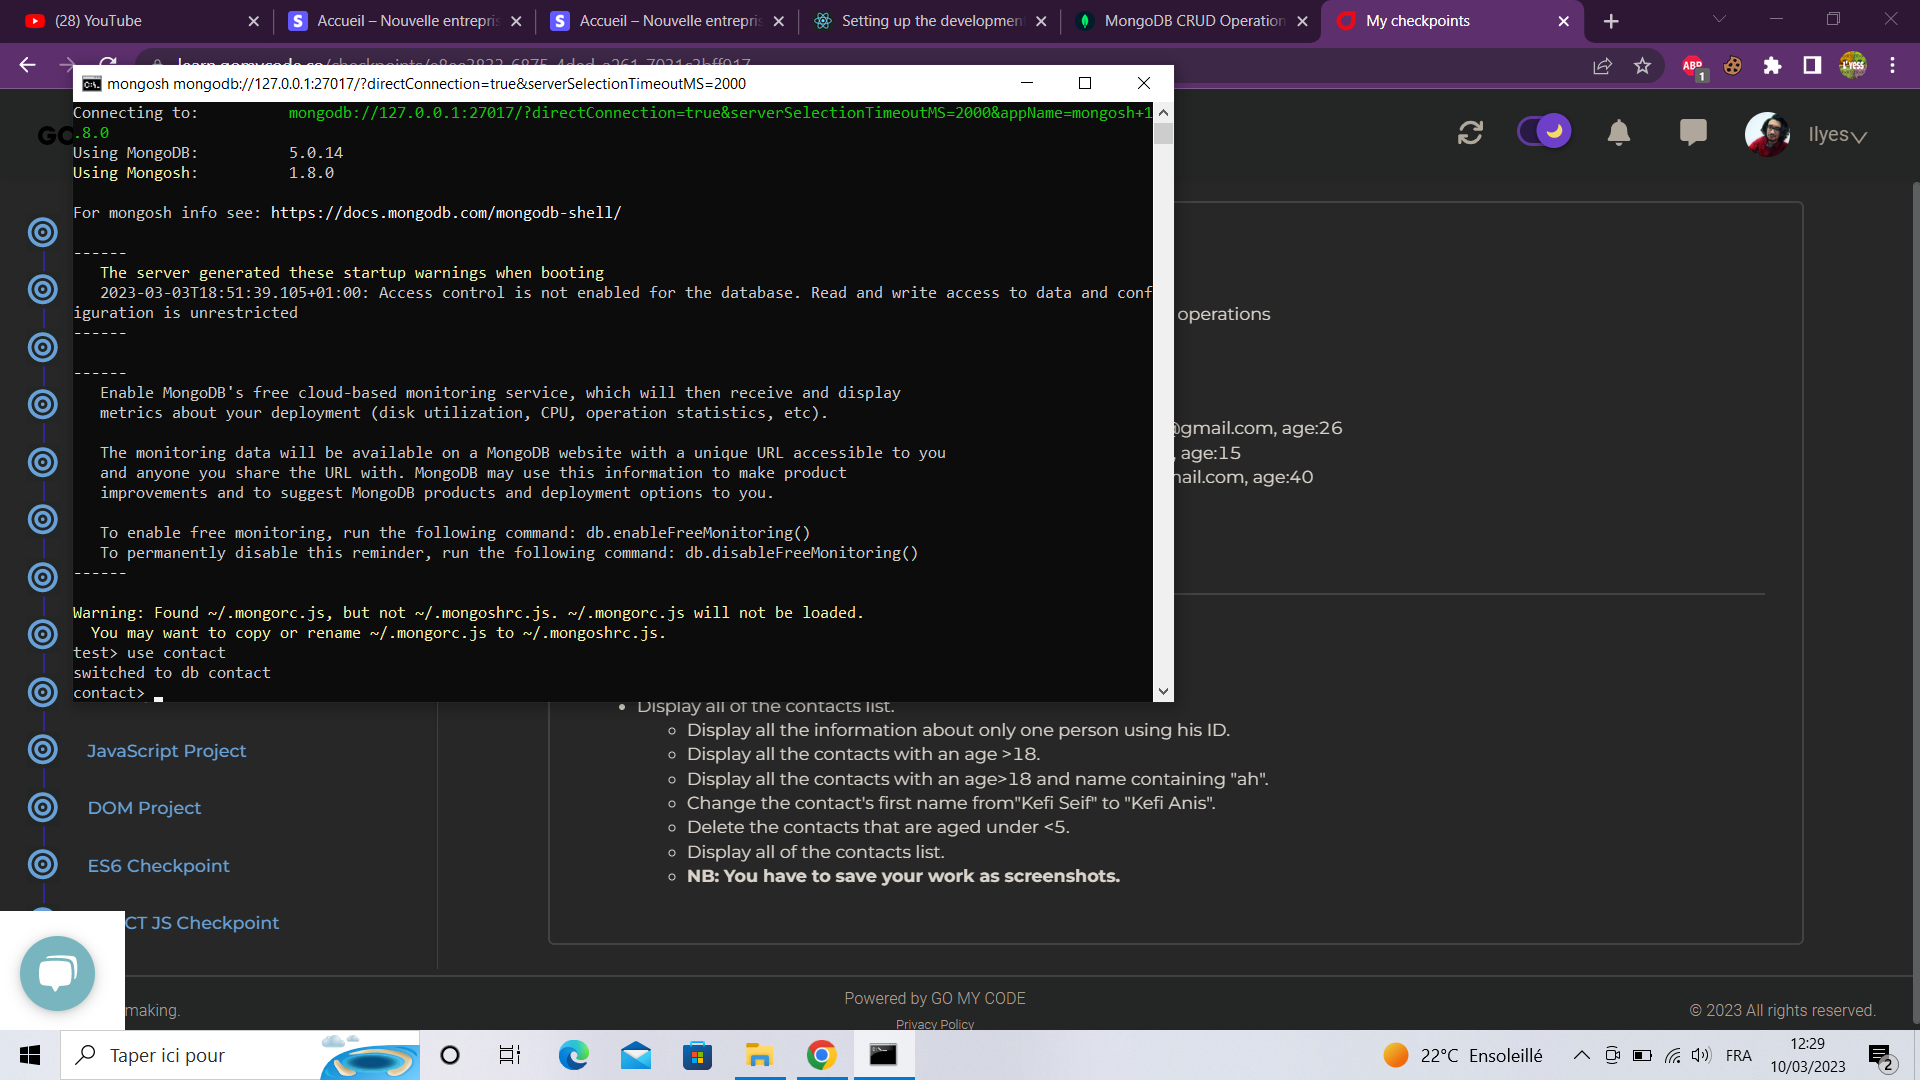 (28) YouTube
Accueil – Nouvelle entrepris
Accueil – Nouvelle entrepris
Setting up the developmen
MongoDB CRUD Operation
My checkpoints
mongosh mongodb://127.0.0.1:27017/?directConnection=true&serverSelectionTimeoutMS=2000
Connecting to: mongodb://127.0.0.1:27017/?directConnection=true&serverSelectionTimeoutMS=2000&appName=mongosh+1
.8.0
Using MongoDB: 5.0.14
Using Mongosh: 1.8.0
For mongosh info see: https://docs.mongodb.com/mongodb-shell/
------
The server generated these startup warnings when booting
2023-03-03T18:51:39.105+01:00: Access control is not enabled for the database. Read and write access to data and conf
iguration is unrestricted
------
------
Enable MongoDB's free cloud-based monitoring service, which will then receive and display
metrics about your deployment (disk utilization, CPU, operation statistics, etc).
The monitoring data will be available on a MongoDB website with a unique URL accessible to you
and anyone you share the URL with. MongoDB may use this information to make product
improvements and to suggest MongoDB products and deployment options to you.
To enable free monitoring, run the following command: db.enableFreeMonitoring()
To permanently disable this reminder, run the following command: db.disableFreeMonitoring()
------
Warning: Found ~/.mongorc.js, but not ~/.mongoshrc.js. ~/.mongorc.js will not be loaded.
You may want to copy or rename ~/.mongorc.js to ~/.mongoshrc.js.
test> use contact
switched to db contact
contact>
GO
ABP
1
Ilyes
operations
@gmail.com, age:26
, age:15
mail.com, age:40
• Display all of the contacts list.
Display all the information about only one person using his ID.
Display all the contacts with an age >18.
Display all the contacts with an age>18 and name containing "ah".
Change the contact's first name from"Kefi Seif" to "Kefi Anis".
Delete the contacts that are aged under <5.
Display all of the contacts list.
NB: You have to save your work as screenshots.
JavaScript Project
DOM Project
ES6 Checkpoint
CT JS Checkpoint
making.
Powered by GO MY CODE
Privacy Policy
© 2023 All rights reserved.
Taper ici pour
22°C Ensoleillé
FRA
12:29
10/03/2023
2